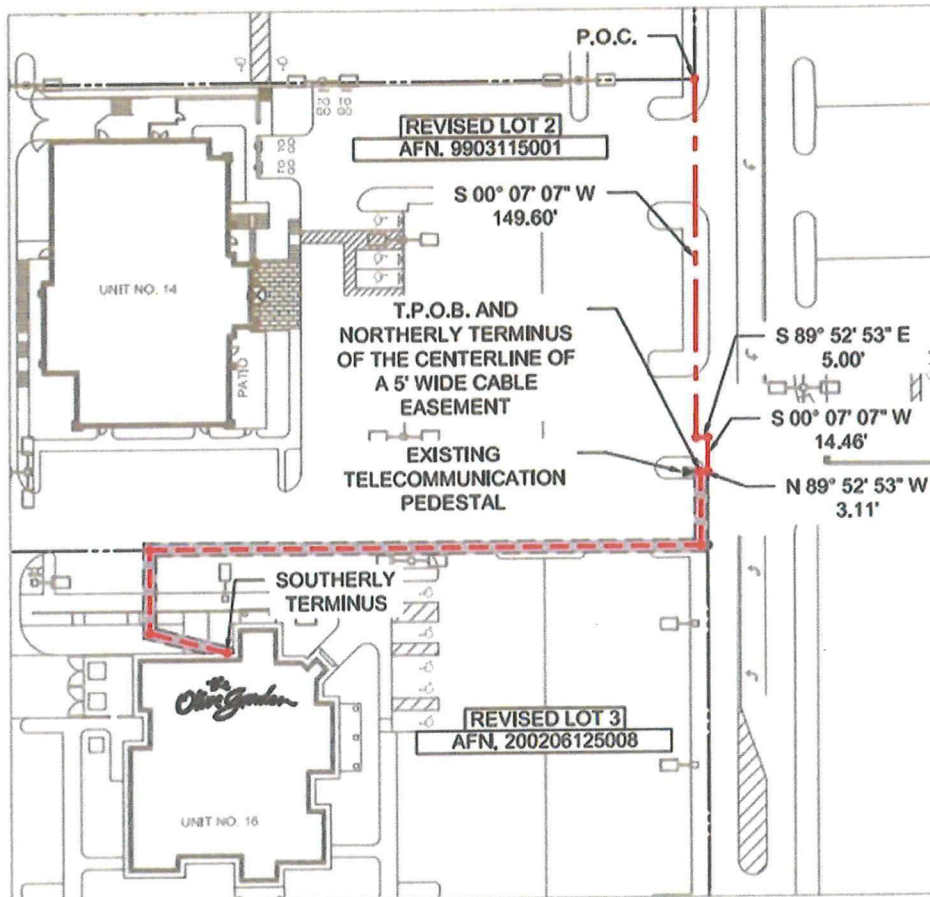 P.O.C.
REVISED LOT 2
AFN. 9903115001
S 00° 07' 07" W
149.60'
UNIT NO. 14
PATIO
T.P.O.B. AND
NORTHERLY TERMINUS
OF THE CENTERLINE OF
A 5' WIDE CABLE
EASEMENT
S 89° 52' 53" E
5.00'
S 00° 07' 07" W
14.46'
EXISTING
TELECOMMUNICATION
PEDESTAL
N 89° 52' 53" W
3.11'
SOUTHERLY
TERMINUS
Olive Garden
REVISED LOT 3
AFN. 200206125008
UNIT NO. 16